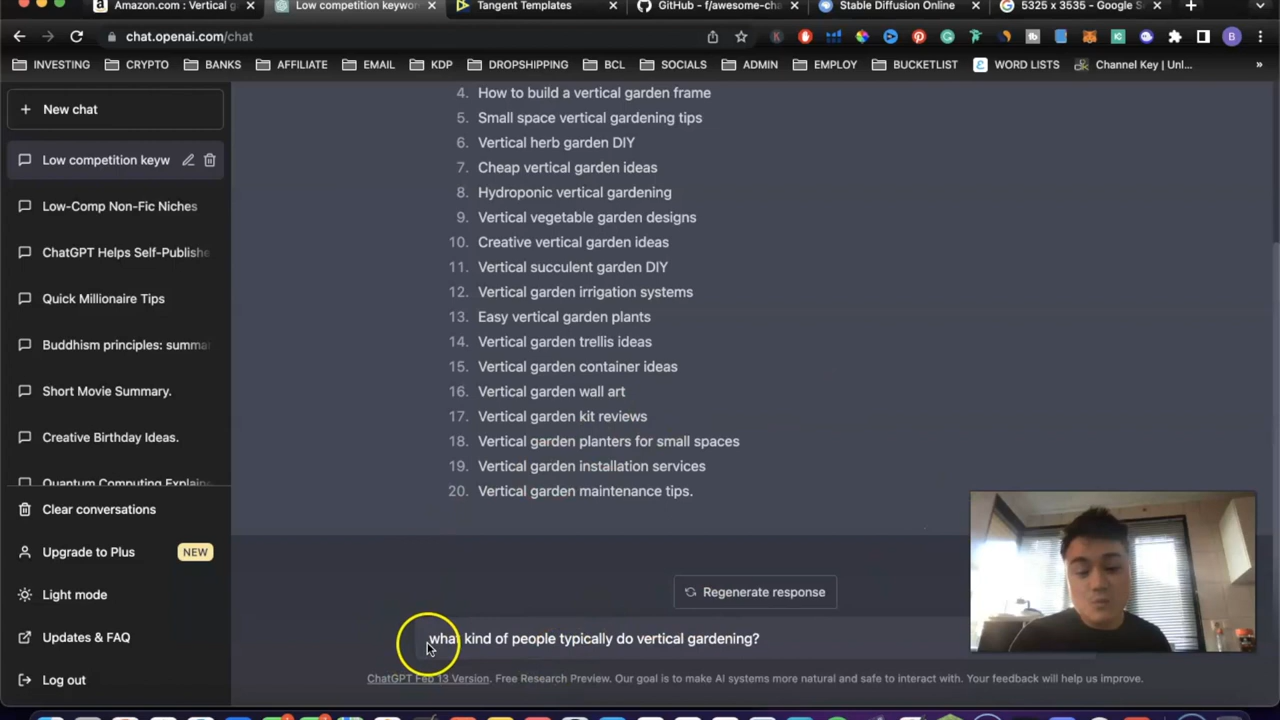 Amazon.com : Vertical g
Low competition keywor
Tangent Templates
GitHub - f/awesome-cha
Stable Diffusion Online
5325 x 3535 - Google S
chat.openai.com/chat
B
INVESTING
CRYPTO
BANKS
AFFILIATE
EMAIL
KDP
DROPSHIPPING
BCL
SOCIALS
ADMIN
EMPLOY
BUCKETLIST
WORD LISTS
Channel Key | Unl...
New chat
Low competition keyw
Low-Comp Non-Fic Niches
ChatGPT Helps Self-Publishe
Quick Millionaire Tips
Buddhism principles: summa
Short Movie Summary.
Creative Birthday Ideas.
Quantum Computing Explain
Clear conversations
Upgrade to Plus
NEW
Light mode
Updates & FAQ
Log out
4. How to build a vertical garden frame
5. Small space vertical gardening tips
6. Vertical herb garden DIY
7. Cheap vertical garden ideas
8. Hydroponic vertical gardening
9. Vertical vegetable garden designs
10. Creative vertical garden ideas
11. Vertical succulent garden DIY
12. Vertical garden irrigation systems
13. Easy vertical garden plants
14. Vertical garden trellis ideas
15. Vertical garden container ideas
16. Vertical garden wall art
17. Vertical garden kit reviews
18. Vertical garden planters for small spaces
19. Vertical garden installation services
20. Vertical garden maintenance tips.
Regenerate response
what kind of people typically do vertical gardening?
ChatGPT Feb 13 Version. Free Research Preview. Our goal is to make AI systems more natural and safe to interact with. Your feedback will help us improve.